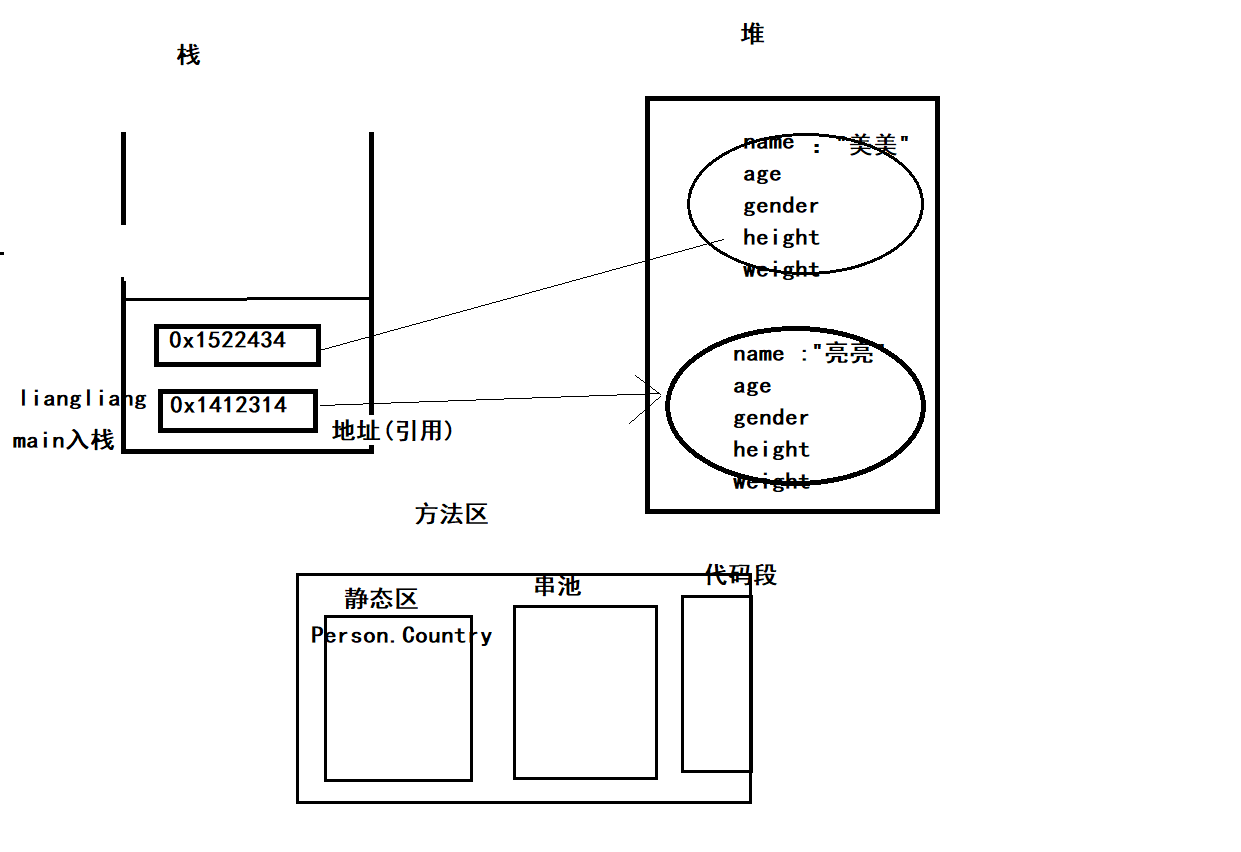 栈
堆
name ："美美"
age
gender
height
weight
0x1522434
liangliang
0x1412314
main入栈
地址(引用)
name :"亮亮"
age
gender
height
weight
方法区
静态区
串池
代码段
Person.Country